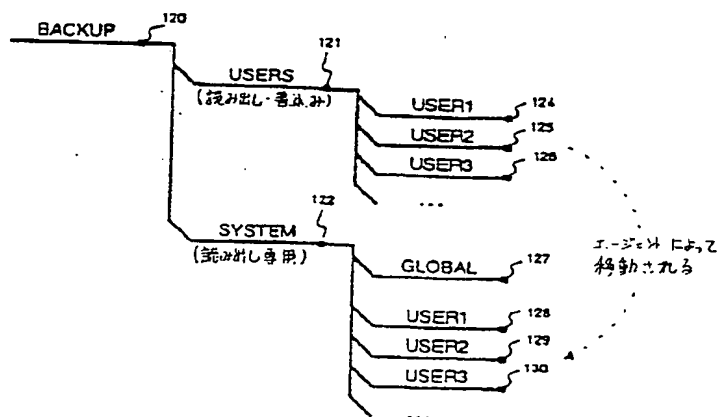 BACKUP
120
USERS
121
(読み出し・書込み)
USER1
124
USER2
125
USER3
126
...
SYSTEM
122
(読み出し専用)
GLOBAL
127
エージェントによって
移動される
USER1
128
USER2
129
USER3
130